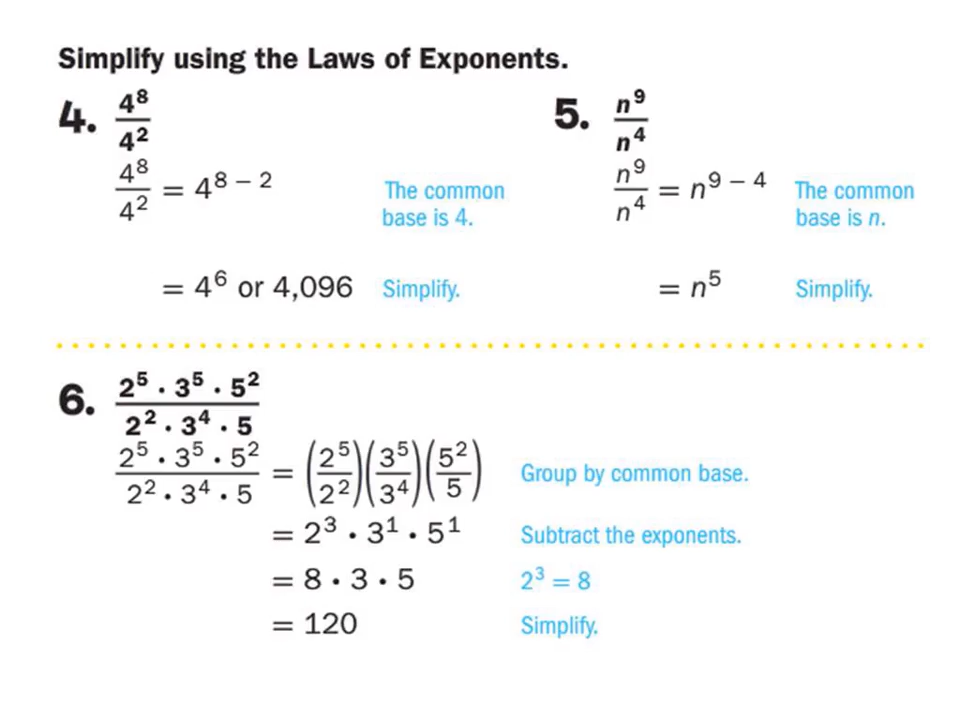 Simplify using the Laws of Exponents.
4. 4⁸/4²
4⁸/4² = 4⁸ ⁻ ² The common base is 4.
= 4⁶ or 4,096 Simplify.
5. n⁹/n⁴
n⁹/n⁴ = n⁹ ⁻ ⁴ The common base is n.
= n⁵ Simplify.
6. 2⁵ · 3⁵ · 5²/2² · 3⁴ · 5
2⁵ · 3⁵ · 5²/2² · 3⁴ · 5 = (2⁵/2²)(3⁵/3⁴)(5²/5) Group by common base.
= 2³ · 3¹ · 5¹ Subtract the exponents.
= 8 · 3 · 5 2³ = 8
= 120 Simplify.